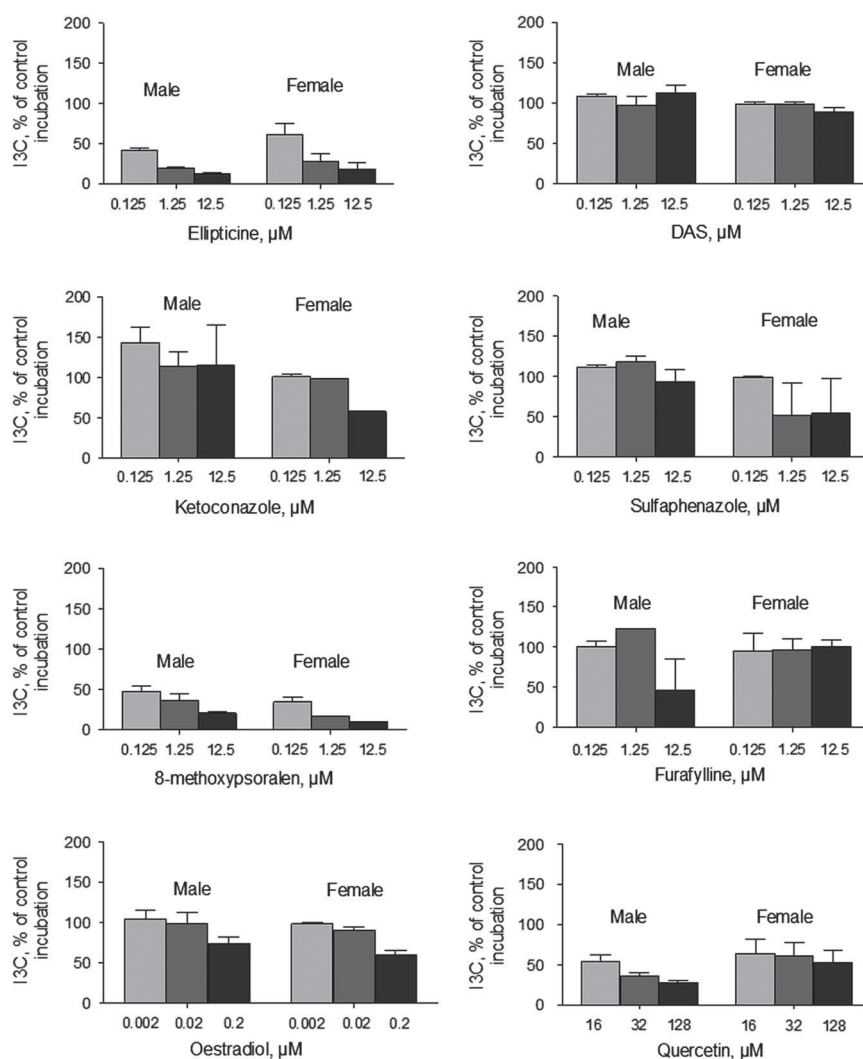 I3C, % of control
incubation
200
150
100
50
0
Male
Female
0.125 1.25 12.5
0.125 1.25 12.5
Ellipticine, µM
I3C, % of control
incubation
200
150
100
50
0
Male
Female
0.125 1.25 12.5
0.125 1.25 12.5
DAS, µM
I3C, % of control
incubation
200
150
100
50
0
Male
Female
0.125 1.25 12.5
0.125 1.25 12.5
Ketoconazole, µM
I3C, % of control
incubation
200
150
100
50
0
Male
Female
0.125 1.25 12.5
0.125 1.25 12.5
Sulfaphenazole, µM
I3C, % of control
incubation
200
150
100
50
0
Male
Female
0.125 1.25 12.5
0.125 1.25 12.5
8-methoxypsoralen, µM
I3C, % of control
incubation
200
150
100
50
0
Male
Female
0.125 1.25 12.5
0.125 1.25 12.5
Furafylline, µM
I3C, % of control
incubation
200
150
100
50
0
Male
Female
0.002 0.02 0.2
0.002 0.02 0.2
Oestradiol, µM
I3C, % of control
incubation
200
150
100
50
0
Male
Female
16 32 128
16 32 128
Quercetin, µM